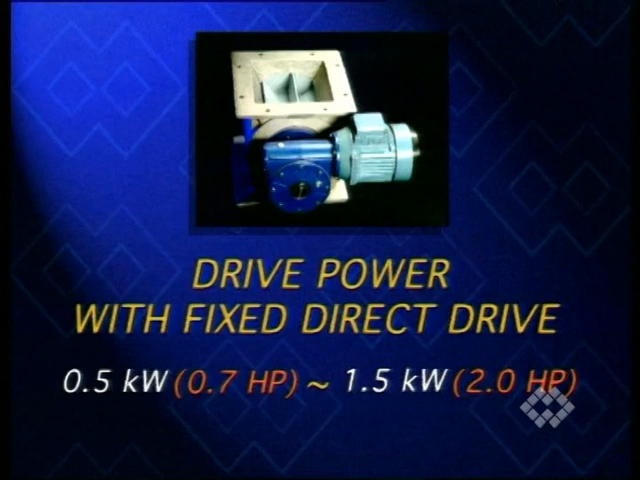 DRIVE POWER
WITH FIXED DIRECT DRIVE
0.5 kW (0.7 HP) ~ 1.5 kW (2.0 HP)